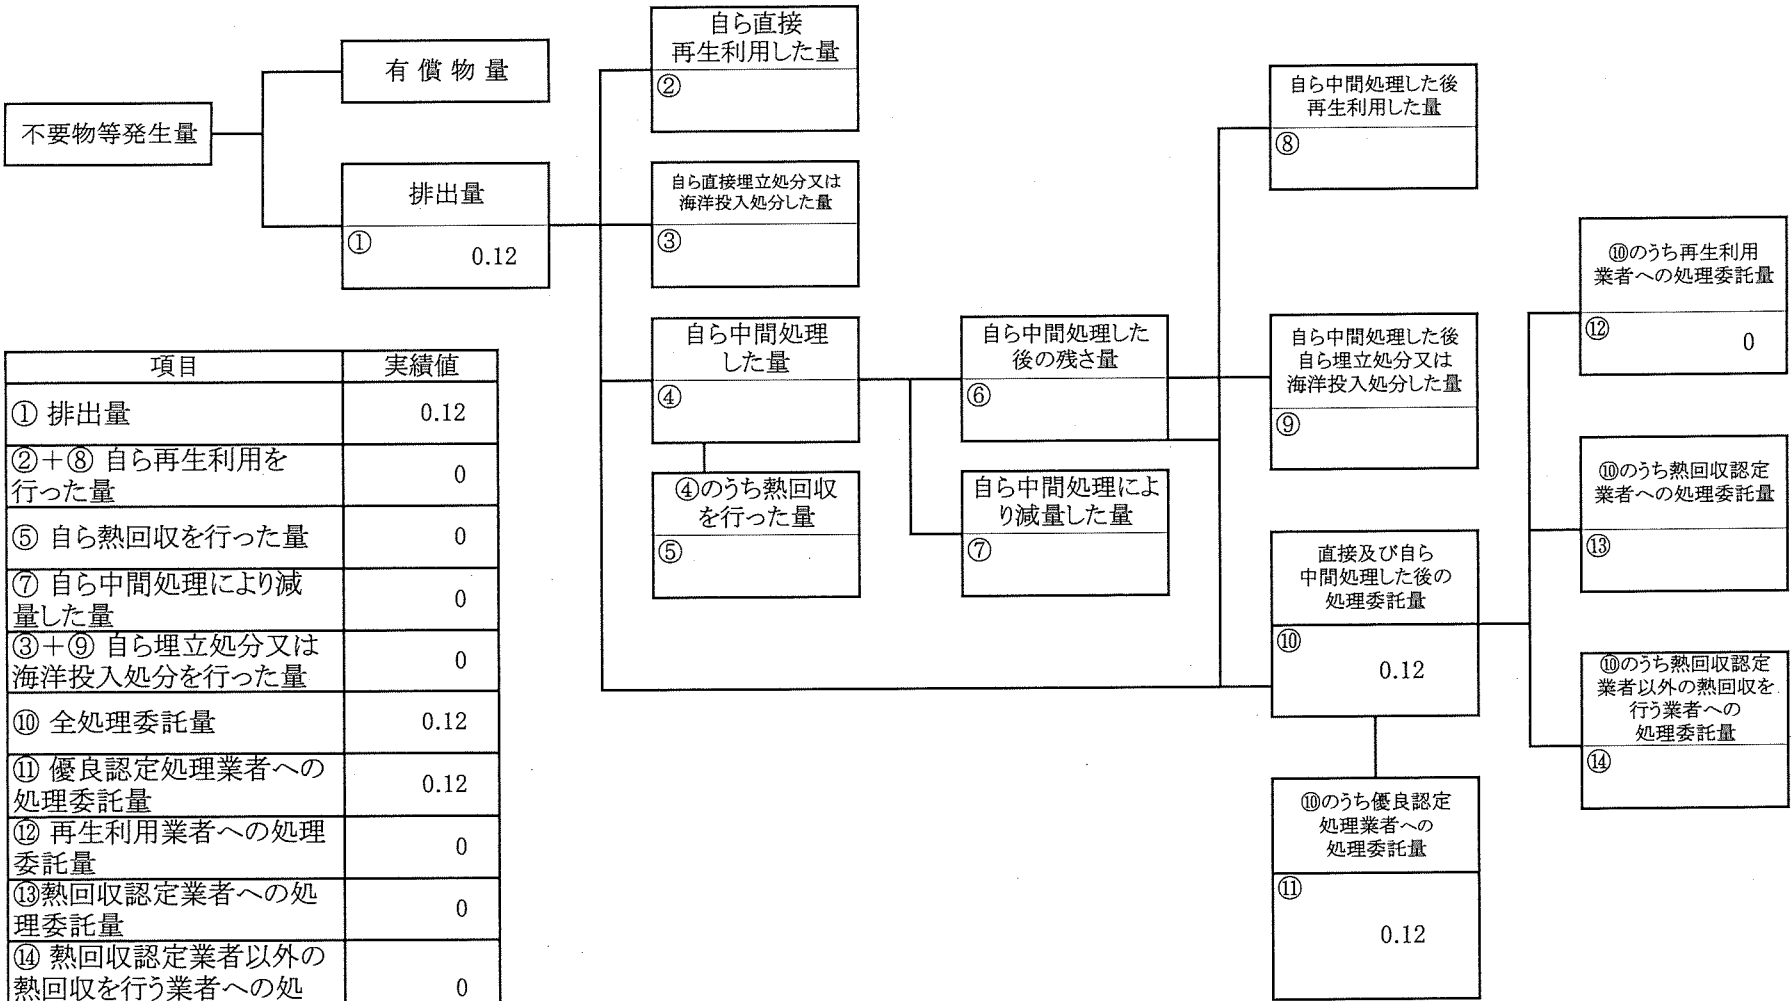 不要物等発生量
有償物量
排出量
①
0.12
自ら直接
再生利用した量
②
自ら直接埋立処分又は
海洋投入処分した量
③
自ら中間処理
した量
④
④のうち熱回収
を行った量
⑤
自ら中間処理した
後の残さ量
⑥
自ら中間処理によ
り減量した量
⑦
自ら中間処理した後
再生利用した量
⑧
自ら中間処理した後
自ら埋立処分又は
海洋投入処分した量
⑨
直接及び自ら
中間処理した後の
処理委託量
⑩
0.12
⑩のうち優良認定
処理業者への
処理委託量
⑪
0.12
⑩のうち再生利用
業者への処理委託量
⑫
0
⑩のうち熱回収認定
業者への処理委託量
⑬
⑩のうち熱回収認定
業者以外の熱回収を
行う業者への
処理委託量
⑭
項目 実績値
① 排出量 0.12
②+⑧ 自ら再生利用を
行った量 0
⑤ 自ら熱回収を行った量 0
⑦ 自ら中間処理により減
量した量 0
③+⑨ 自ら埋立処分又は
海洋投入処分を行った量 0
⑩ 全処理委託量 0.12
⑪ 優良認定処理業者への
処理委託量 0.12
⑫ 再生利用業者への処理
委託量 0
⑬熱回収認定業者への処
理委託量 0
⑭ 熱回収認定業者以外の
熱回収を行う業者への処 0